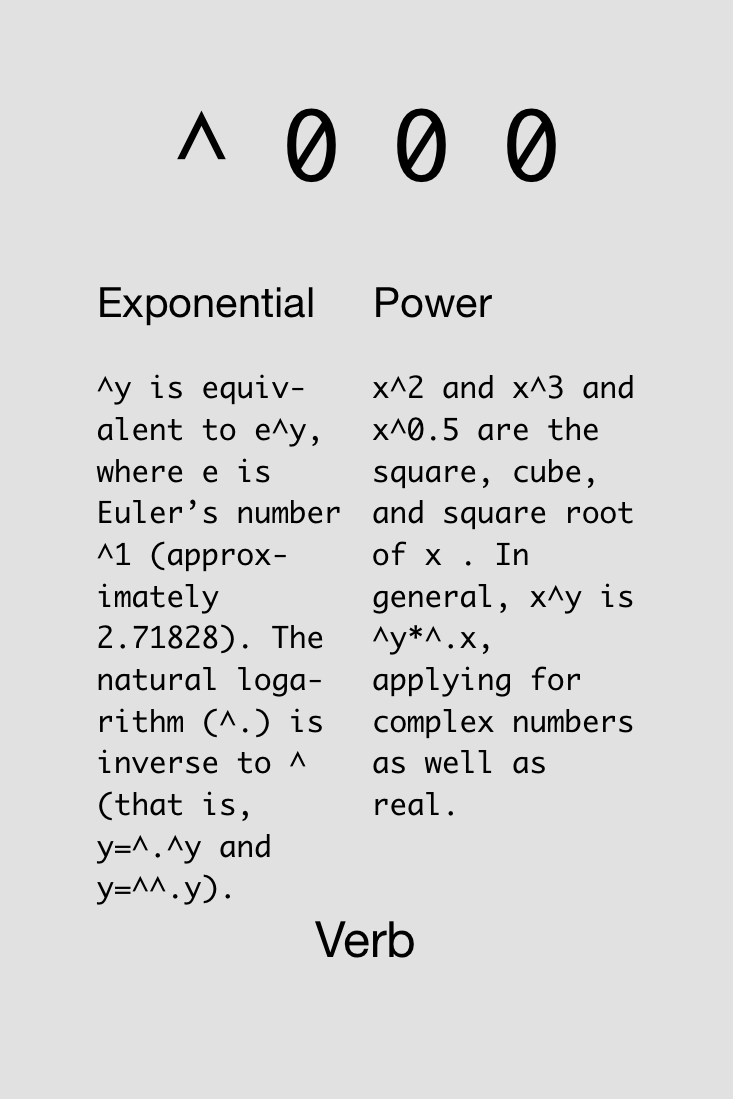 ^ 0 0 0
Exponential
^y is equiv-
alent to e^y,
where e is
Euler’s number
^1 (approx-
imately
2.71828). The
natural loga-
rithm (^.) is
inverse to ^
(that is,
y=^.^y and
y=^^.y).
Power
x^2 and x^3 and
x^0.5 are the
square, cube,
and square root
of x . In
general, x^y is
^y*^.x,
applying for
complex numbers
as well as
real.
Verb